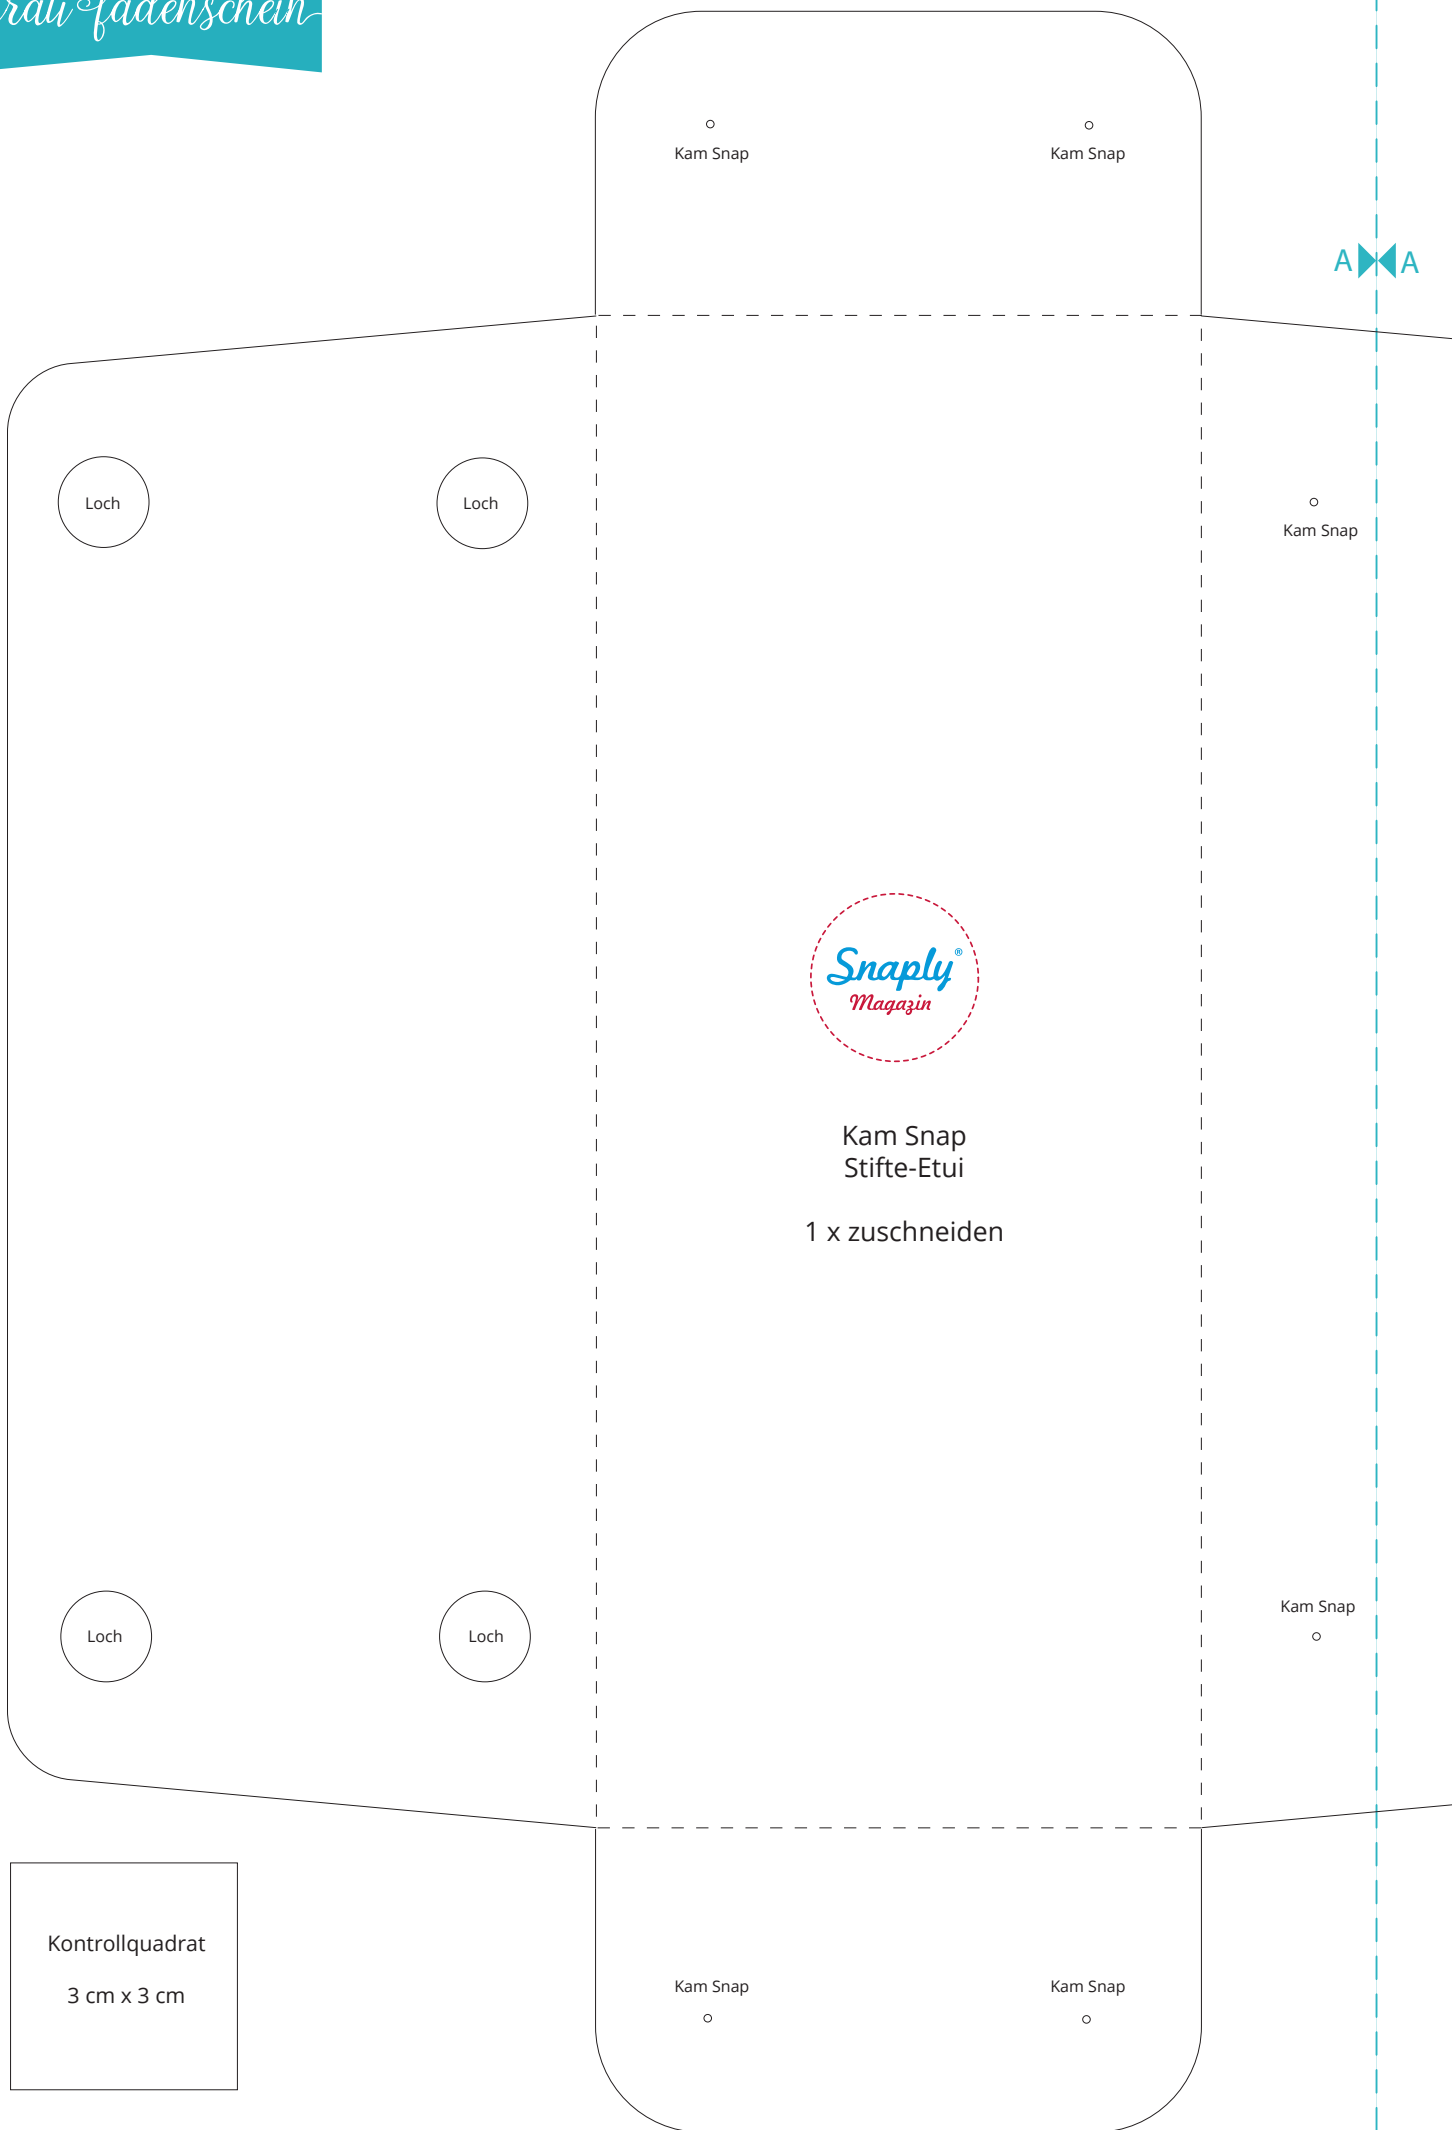 fadenschein
Kam Snap
Kam Snap
A A
Loch
Loch
Kam Snap
Snaply®
Magazin
Kam Snap
Stifte-Etui
1 x zuschneiden
Kam Snap
Loch
Loch
Kontrollquadrat
3 cm x 3 cm
Kam Snap
Kam Snap